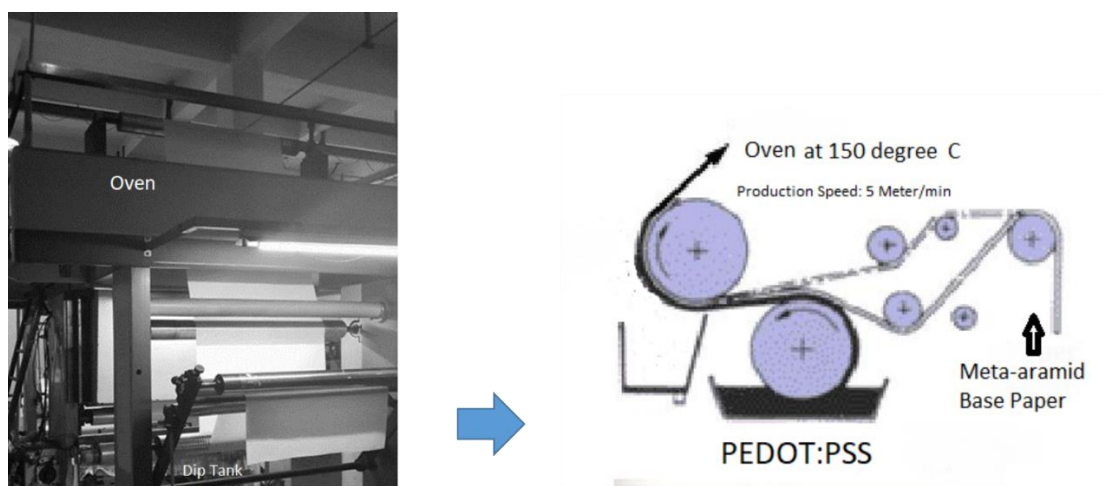 Oven
Dip Tank
Oven at 150 degree C
Production Speed: 5 Meter/min
Meta-aramid
Base Paper
PEDOT:PSS